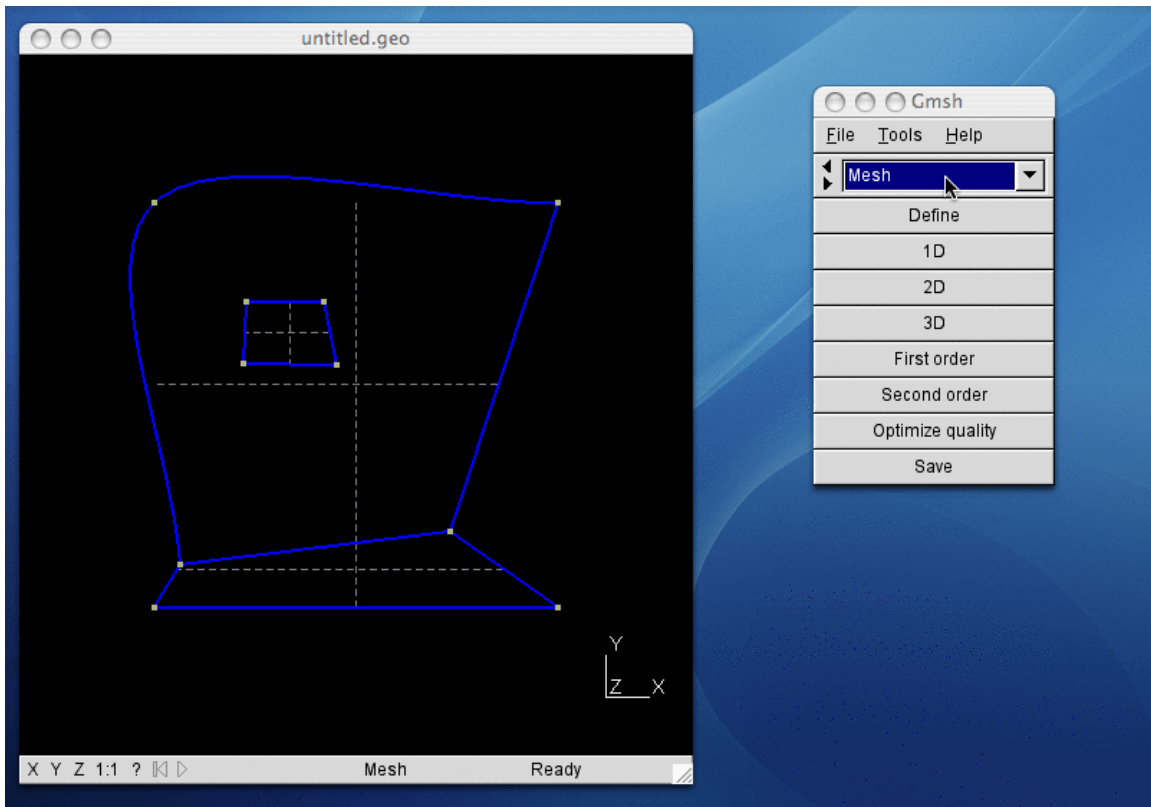 untitled.geo
Y
Z X
X Y Z 1:1 ? Mesh Ready
Gmsh
File Tools Help
Mesh
Define
1D
2D
3D
First order
Second order
Optimize quality
Save